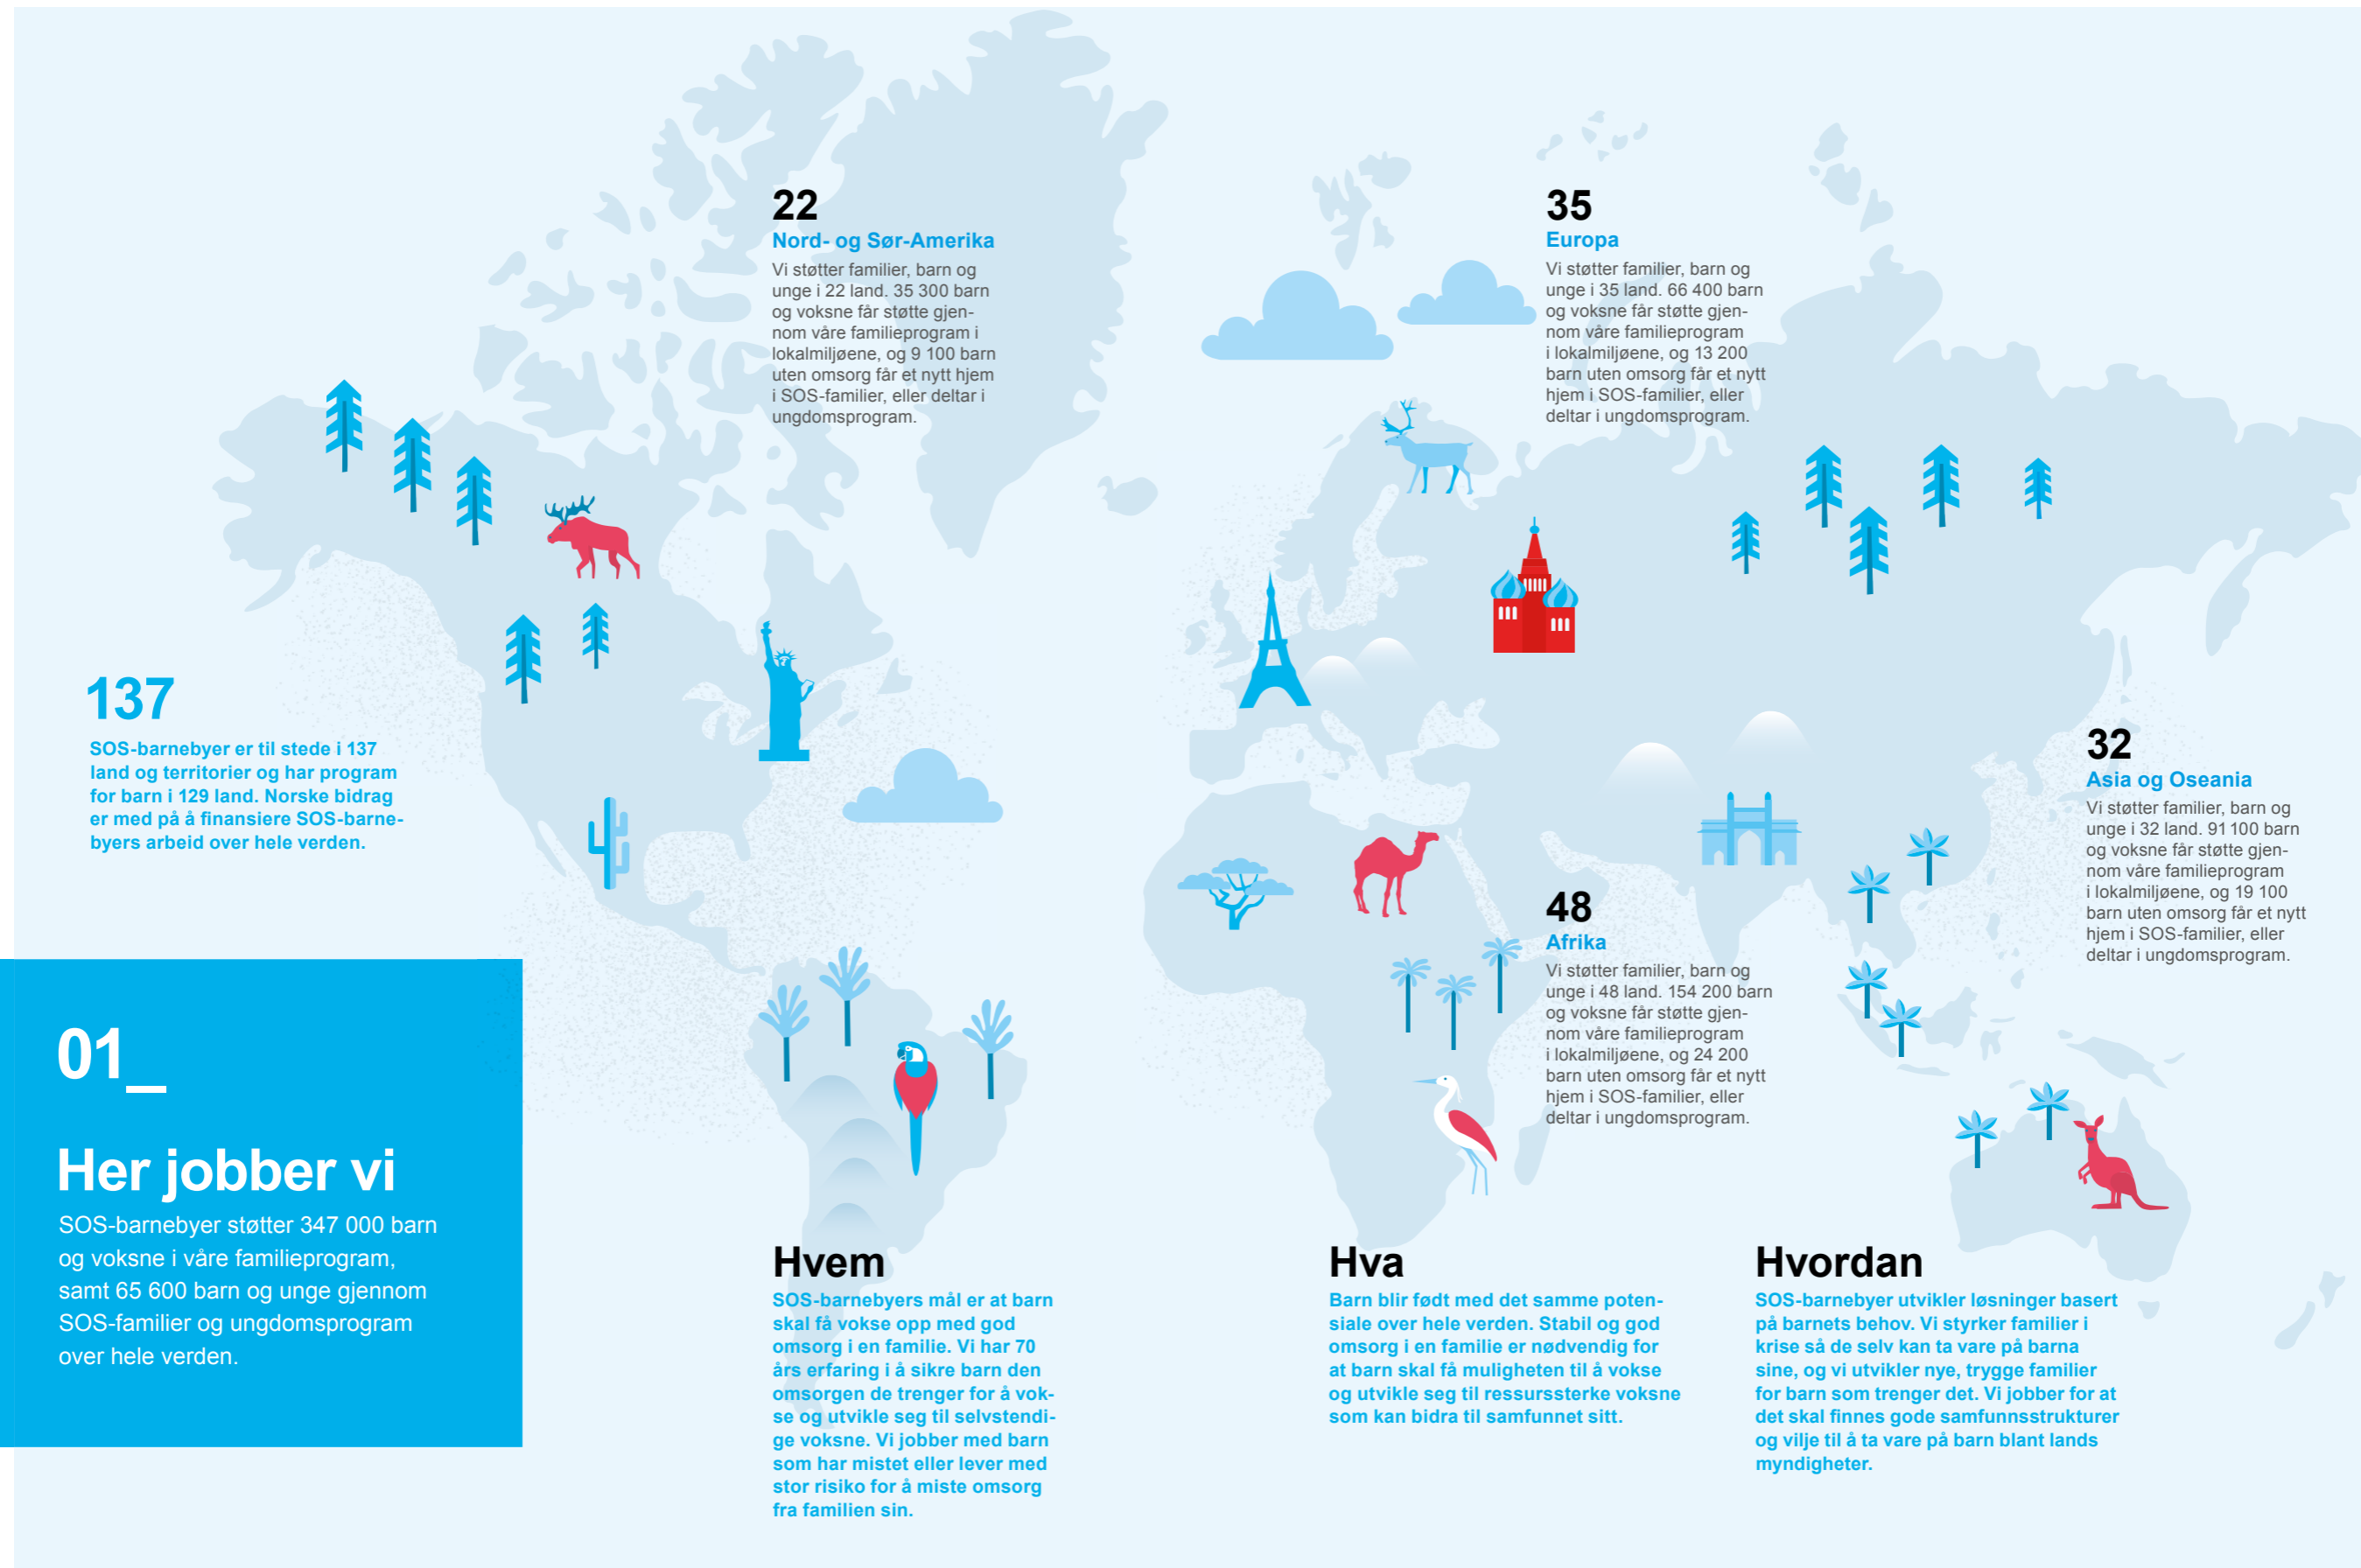 22
Nord- og Sør-Amerika
Vi støtter familier, barn og
unge i 22 land. 35 300 barn
og voksne får støtte gjen-
nom våre familieprogram i
lokalmiljøene, og 9 100 barn
uten omsorg får et nytt hjem
i SOS-familier, eller deltar i
ungdomsprogram.
35
Europa
Vi støtter familier, barn og
unge i 35 land. 66 400 barn
og voksne får støtte gjen-
nom våre familieprogram
i lokalmiljøene, og 13 200
barn uten omsorg får et nytt
hjem i SOS-familier, eller
deltar i ungdomsprogram.
137
SOS-barnebyer er til stede i 137
land og territorier og har program
for barn i 129 land. Norske bidrag
er med på å finansiere SOS-barne-
byers arbeid over hele verden.
32
Asia og Oseania
Vi støtter familier, barn og
unge i 32 land. 91 100 barn
og voksne får støtte gjen-
nom våre familieprogram
i lokalmiljøene, og 19 100
barn uten omsorg får et nytt
hjem i SOS-familier, eller
deltar i ungdomsprogram.
48
Afrika
Vi støtter familier, barn og
unge i 48 land. 154 200 barn
og voksne får støtte gjen-
nom våre familieprogram
i lokalmiljøene, og 24 200
barn uten omsorg får et nytt
hjem i SOS-familier, eller
deltar i ungdomsprogram.
01_
Her jobber vi
SOS-barnebyer støtter 347 000 barn
og voksne i våre familieprogram,
samt 65 600 barn og unge gjennom
SOS-familier og ungdomsprogram
over hele verden.
Hvem
SOS-barnebyers mål er at barn
skal få vokse opp med god
omsorg i en familie. Vi har 70
års erfaring i å sikre barn den
omsorgen de trenger for å vok-
se og utvikle seg til selvstendi-
ge voksne. Vi jobber med barn
som har mistet eller lever med
stor risiko for å miste omsorg
fra familien sin.
Hva
Barn blir født med det samme poten-
siale over hele verden. Stabil og god
omsorg i en familie er nødvendig for
at barn skal få muligheten til å vokse
og utvikle seg til ressurssterke voksne
som kan bidra til samfunnet sitt.
Hvordan
SOS-barnebyer utvikler løsninger basert
på barnets behov. Vi styrker familier i
krise så de selv kan ta vare på barna
sine, og vi utvikler nye, trygge familier
for barn som trenger det. Vi jobber for at
det skal finnes gode samfunnsstrukturer
og vilje til å ta vare på barn blant lands
myndigheter.